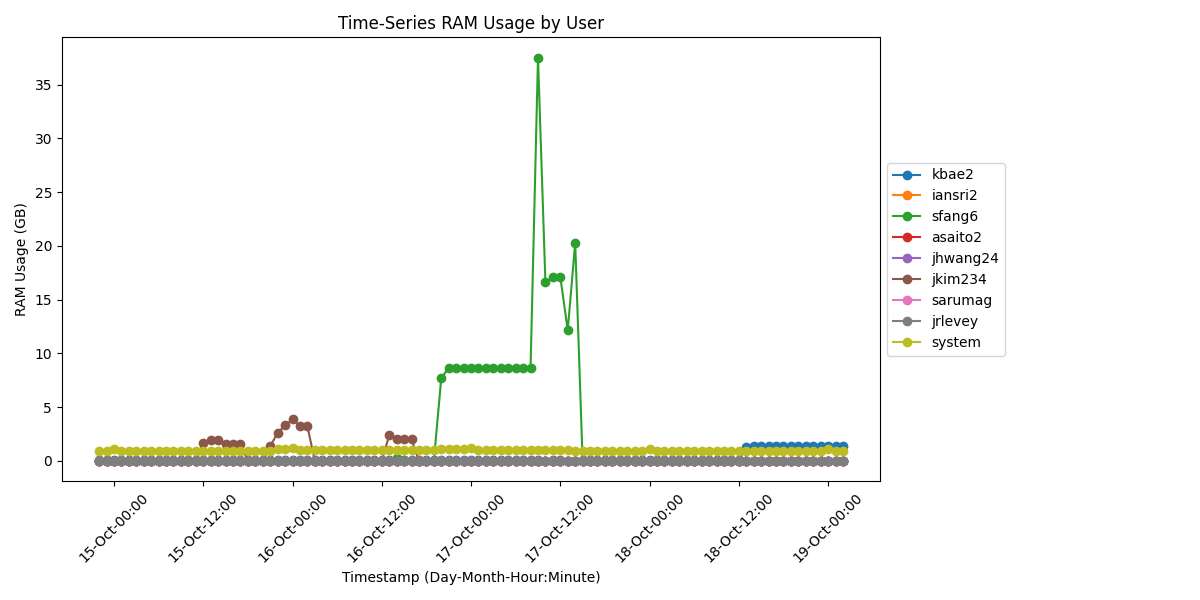 Time-Series RAM Usage by User
RAM Usage (GB)
35
30
25
20
15
10
5
0
15-Oct-00:00
15-Oct-12:00
16-Oct-00:00
16-Oct-12:00
17-Oct-00:00
17-Oct-12:00
18-Oct-00:00
18-Oct-12:00
19-Oct-00:00
Timestamp (Day-Month-Hour:Minute)
kbae2
iansri2
sfang6
asaito2
jhwang24
jkim234
sarumag
jrlevey
system